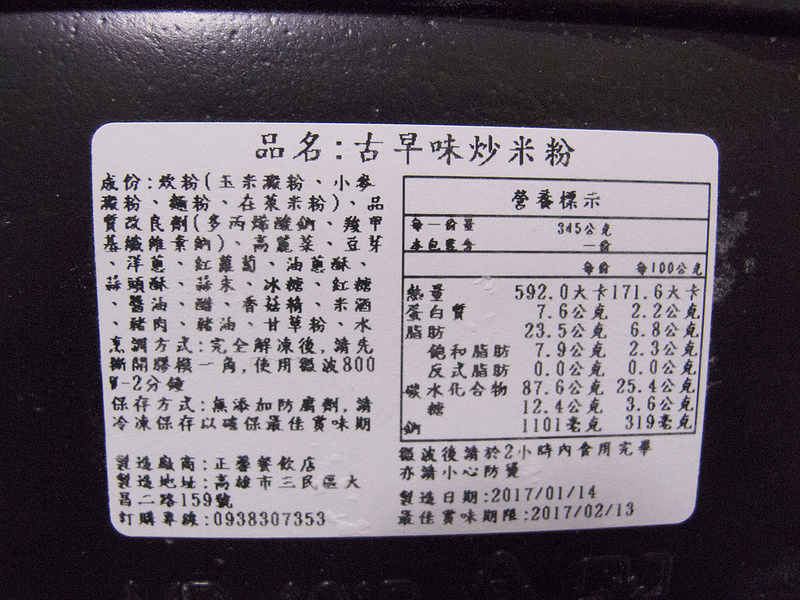 品名:古早味炒米粉
成份:炊粉(玉米澱粉、小麥
澱粉、麵粉、在萊米粉)、品
質改良劑(多丙烯酸鈉、羧甲
基纖維素鈉)、高麗菜、豆芽
、洋蔥、紅蘿蔔、油蔥酥、
蒜頭酥、蒜末、冰糖、紅糖
、醬油、醋、香菇精、米酒
、豬肉、豬油、甘草粉、水
烹調方式:完全解凍後,請先
撕開膠膜一角,使用微波800
W-2分鐘
保存方式:無添加防腐劑,請
冷凍保存以確保最佳賞味期
製造廠商:正馨餐飲店
製造地址:高雄市三民區大
昌二路159號
訂購專線:0938307353
營養標示
每一份量 345公克
本包裝含 一份
每份 每100公克
熱量 592.0大卡 171.6大卡
蛋白質 7.6公克 2.2公克
脂肪 23.5公克 6.8公克
飽和脂肪 7.9公克 2.3公克
反式脂肪 0.0公克 0.0公克
碳水化合物 87.6公克 25.4公克
糖 12.4公克 3.6公克
鈉 1101毫克 319毫克
微波後請於2小時內食用完畢
亦請小心防燙
製造日期:2017/01/14
最佳賞味期限:2017/02/13